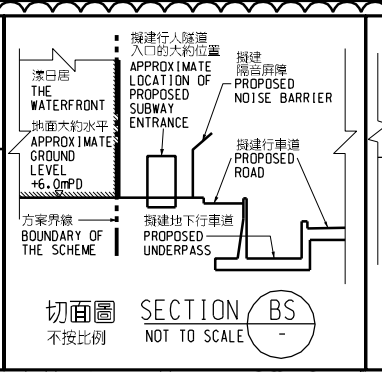 漾日居
THE
WATERFRONT
地面大約水平
APPROXIMATE
GROUND
LEVEL
+6.0mPD
方案界線
BOUNDARY OF
THE SCHEME
擬建行人隧道
入口的大約位置
APPROXIMATE
LOCATION OF
PROPOSED
SUBWAY
ENTRANCE
擬建
隔音屏障
PROPOSED
NOISE BARRIER
擬建行車道
PROPOSED
ROAD
擬建地下行車道
PROPOSED
UNDERPASS
切面圖
不按比例
SECTION
NOT TO SCALE
BS
-